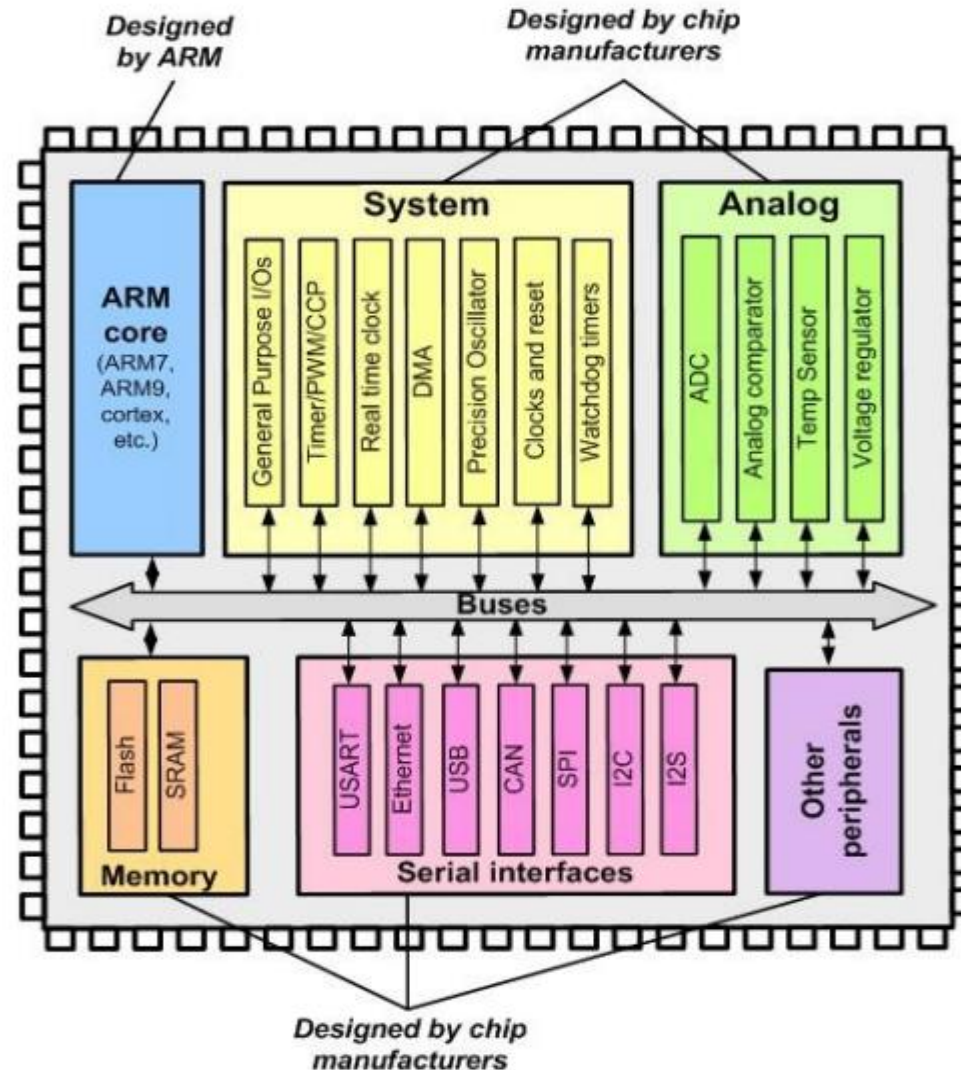 Designed
by ARM
Designed by chip
manufacturers
ARM
core
(ARM7,
ARM9,
cortex,
etc.)
System
General Purpose I/Os
Timer/PWM/CCP
Real time clock
DMA
Precision Oscillator
Clocks and reset
Watchdog timers
Analog
ADC
Analog comparator
Temp Sensor
Voltage regulator
Buses
Flash
SRAM
Memory
USART
Ethernet
USB
CAN
SPI
I2C
I2S
Serial interfaces
Other
peripherals
Designed by chip
manufacturers